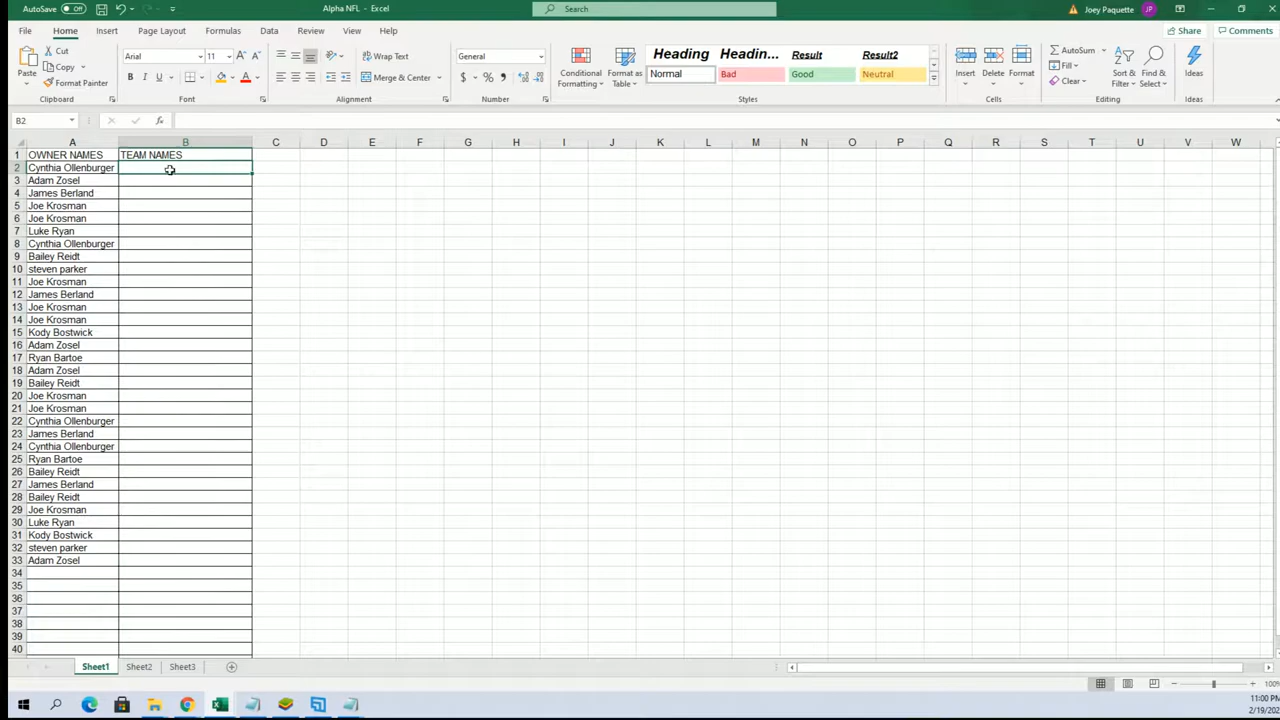 AutoSave Off Alpha NFL - Excel Search Joey Paquette JP
File Home Insert Page Layout Formulas Data Review View Help Share Comments
Paste Cut Copy Format Painter Clipboard
Arial 11 B I U Font
Wrap Text Merge & Center Alignment
General $ % Number
Conditional Formatting Format as Table
Heading Headin... Result Result2
Normal Bad Good Neutral
Styles
Insert Delete Format Cells
AutoSum Fill Clear Sort & Filter Find & Select Editing
Ideas Ideas
B2 fx
A B C D E F G H I J K L M N O P Q R S T U V W
1 OWNER NAMES TEAM NAMES
2 Cynthia Ollenburger
3 Adam Zosel
4 James Berland
5 Joe Krosman
6 Joe Krosman
7 Luke Ryan
8 Cynthia Ollenburger
9 Bailey Reidt
10 steven parker
11 Joe Krosman
12 James Berland
13 Joe Krosman
14 Joe Krosman
15 Kody Bostwick
16 Adam Zosel
17 Ryan Bartoe
18 Adam Zosel
19 Bailey Reidt
20 Joe Krosman
21 Joe Krosman
22 Cynthia Ollenburger
23 James Berland
24 Cynthia Ollenburger
25 Ryan Bartoe
26 Bailey Reidt
27 James Berland
28 Bailey Reidt
29 Joe Krosman
30 Luke Ryan
31 Kody Bostwick
32 steven parker
33 Adam Zosel
34
35
36
37
38
39
40
Sheet1 Sheet2 Sheet3
100%
11:00 PM
2/19/202